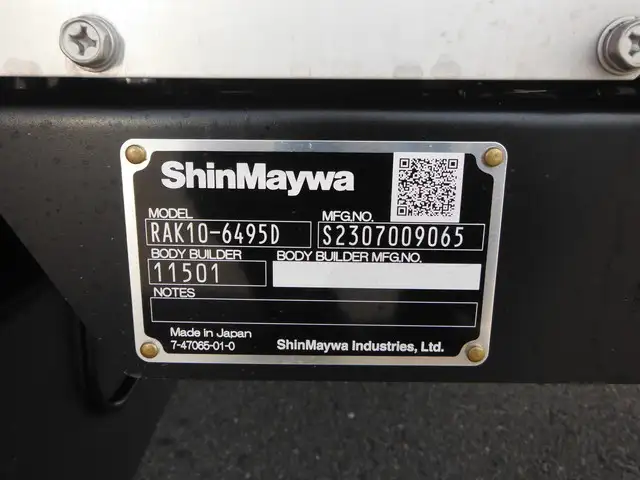 ShinMaywa
MODEL
MFG.NO.
RAK10-6495D
S2307009065
BODY BUILDER
BODY BUILDER MFG.NO.
11501
NOTES
Made in Japan
7-47065-01-0
ShinMaywa Industries, Ltd.